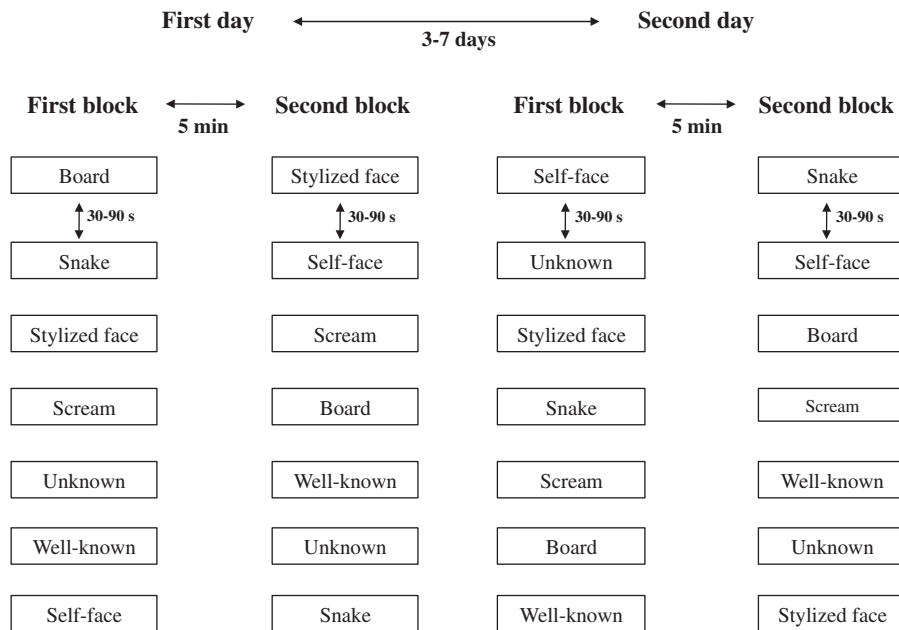 First day
3-7 days
Second day
First block
5 min
Second block
First block
5 min
Second block
Board
Stylized face
Self-face
Snake
30-90 s
30-90 s
30-90 s
30-90 s
Snake
Self-face
Unknown
Self-face
Stylized face
Scream
Stylized face
Board
Scream
Board
Snake
Scream
Unknown
Well-known
Scream
Well-known
Well-known
Unknown
Board
Unknown
Self-face
Snake
Well-known
Stylized face